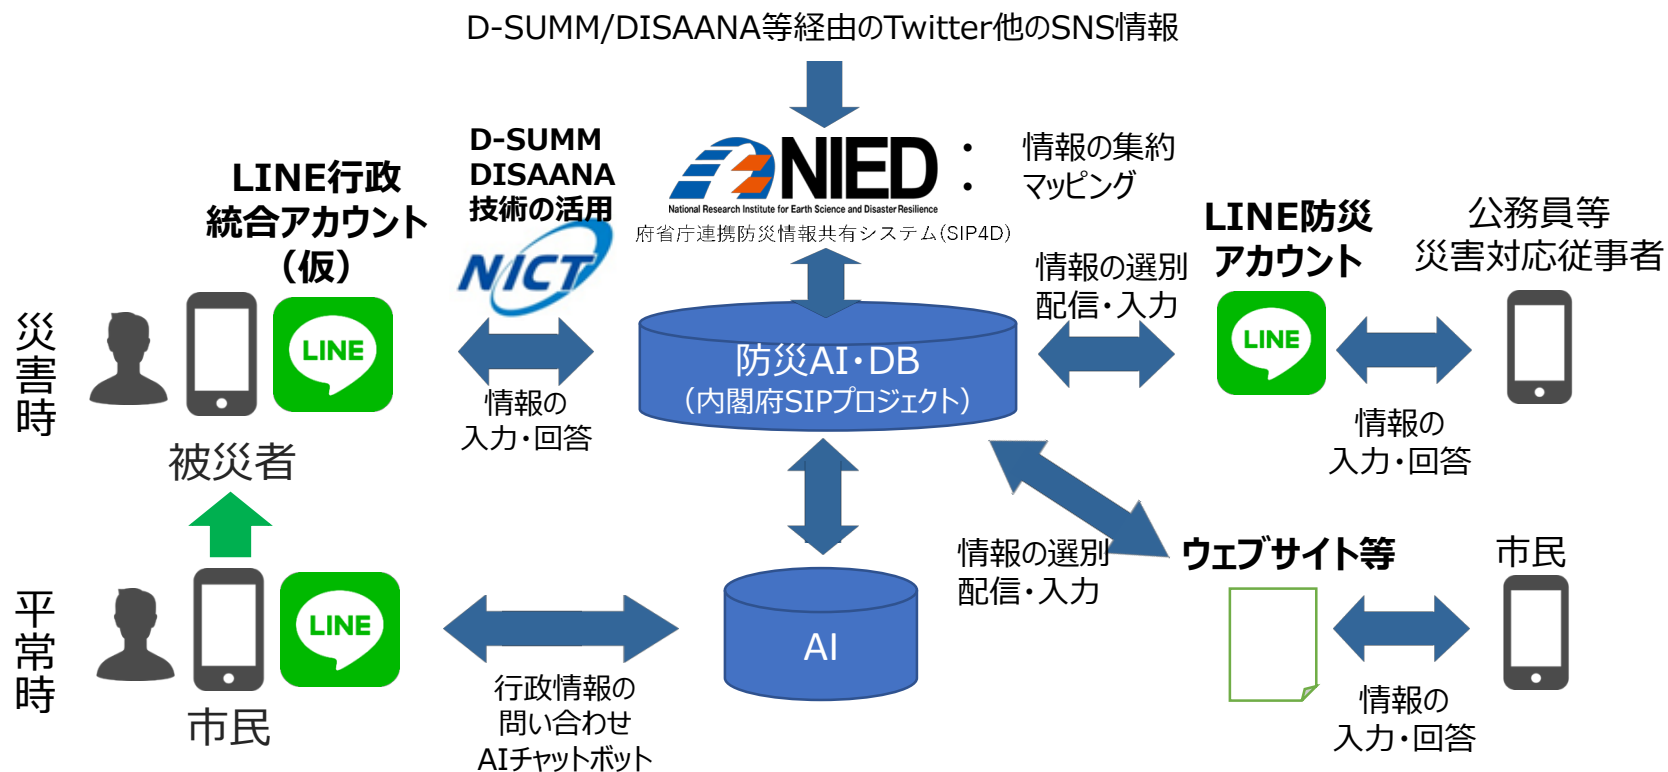 D-SUMM/DISAANA等経由のTwitter他のSNS情報
D-SUMM
DISAANA
技術の活用
NICT
NIED
National Research Institute for Earth Science and Disaster Resilience
府省庁連携防災情報共有システム(SIP4D)
：
：
情報の集約
マッピング
LINE行政
統合アカウント
（仮）
LINE防災
アカウント
公務員等
災害対応従事者
情報の選別
配信・入力
災害時
LINE
LINE
防災AI・DB
（内閣府SIPプロジェクト）
情報の
入力・回答
情報の
入力・回答
被災者
平常時
LINE
市民
行政情報の
問い合わせ
AIチャットボット
AI
情報の選別
配信・入力
ウェブサイト等
市民
情報の
入力・回答